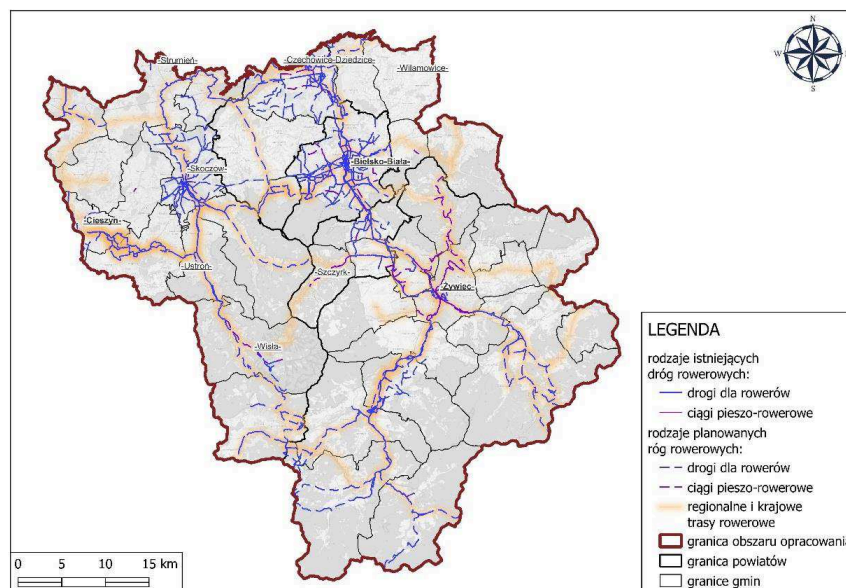 N
W
E
S
-Strumień-
-Czechowice-Dziedzice-
-Wilamowice-
-Skoczów-
-Bielsko-Biała-
-Cieszyn-
-Ustroń-
-Szczyrk-
-Żywiec-
-Wisła-
LEGENDA
rodzaje istniejących
dróg rowerowych:
drogi dla rowerów
ciągi pieszo-rowerowe
rodzaje planowanych
róg rowerowych:
drogi dla rowerów
ciągi pieszo-rowerowe
regionalne i krajowe
trasy rowerowe
granica obszaru opracowania
granica powiatów
granice gmin
0 5 10 15 km